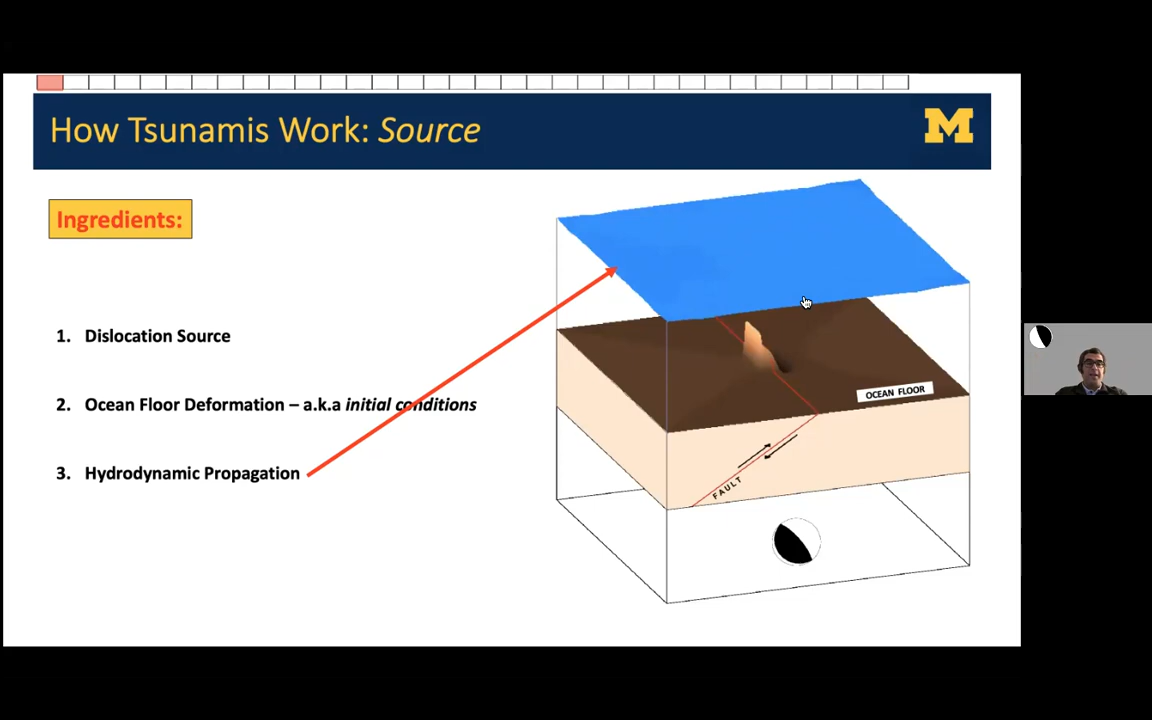 How Tsunamis Work: Source
M
Ingredients:
1. Dislocation Source
2. Ocean Floor Deformation – a.k.a initial conditions
3. Hydrodynamic Propagation
OCEAN FLOOR
FAULT